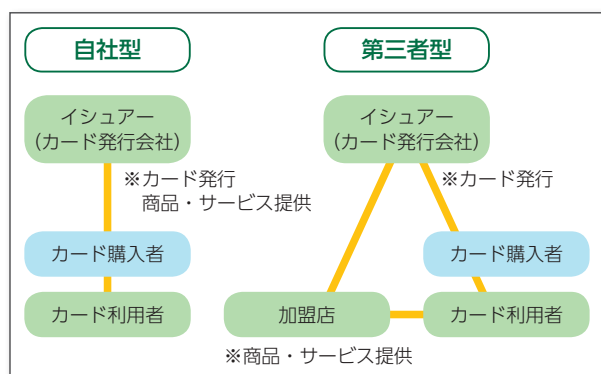 自社型
イシュアー
(カード発行会社)
※カード発行
商品・サービス提供
カード購入者
カード利用者
第三者型
イシュアー
(カード発行会社)
※カード発行
カード購入者
加盟店
カード利用者
※商品・サービス提供